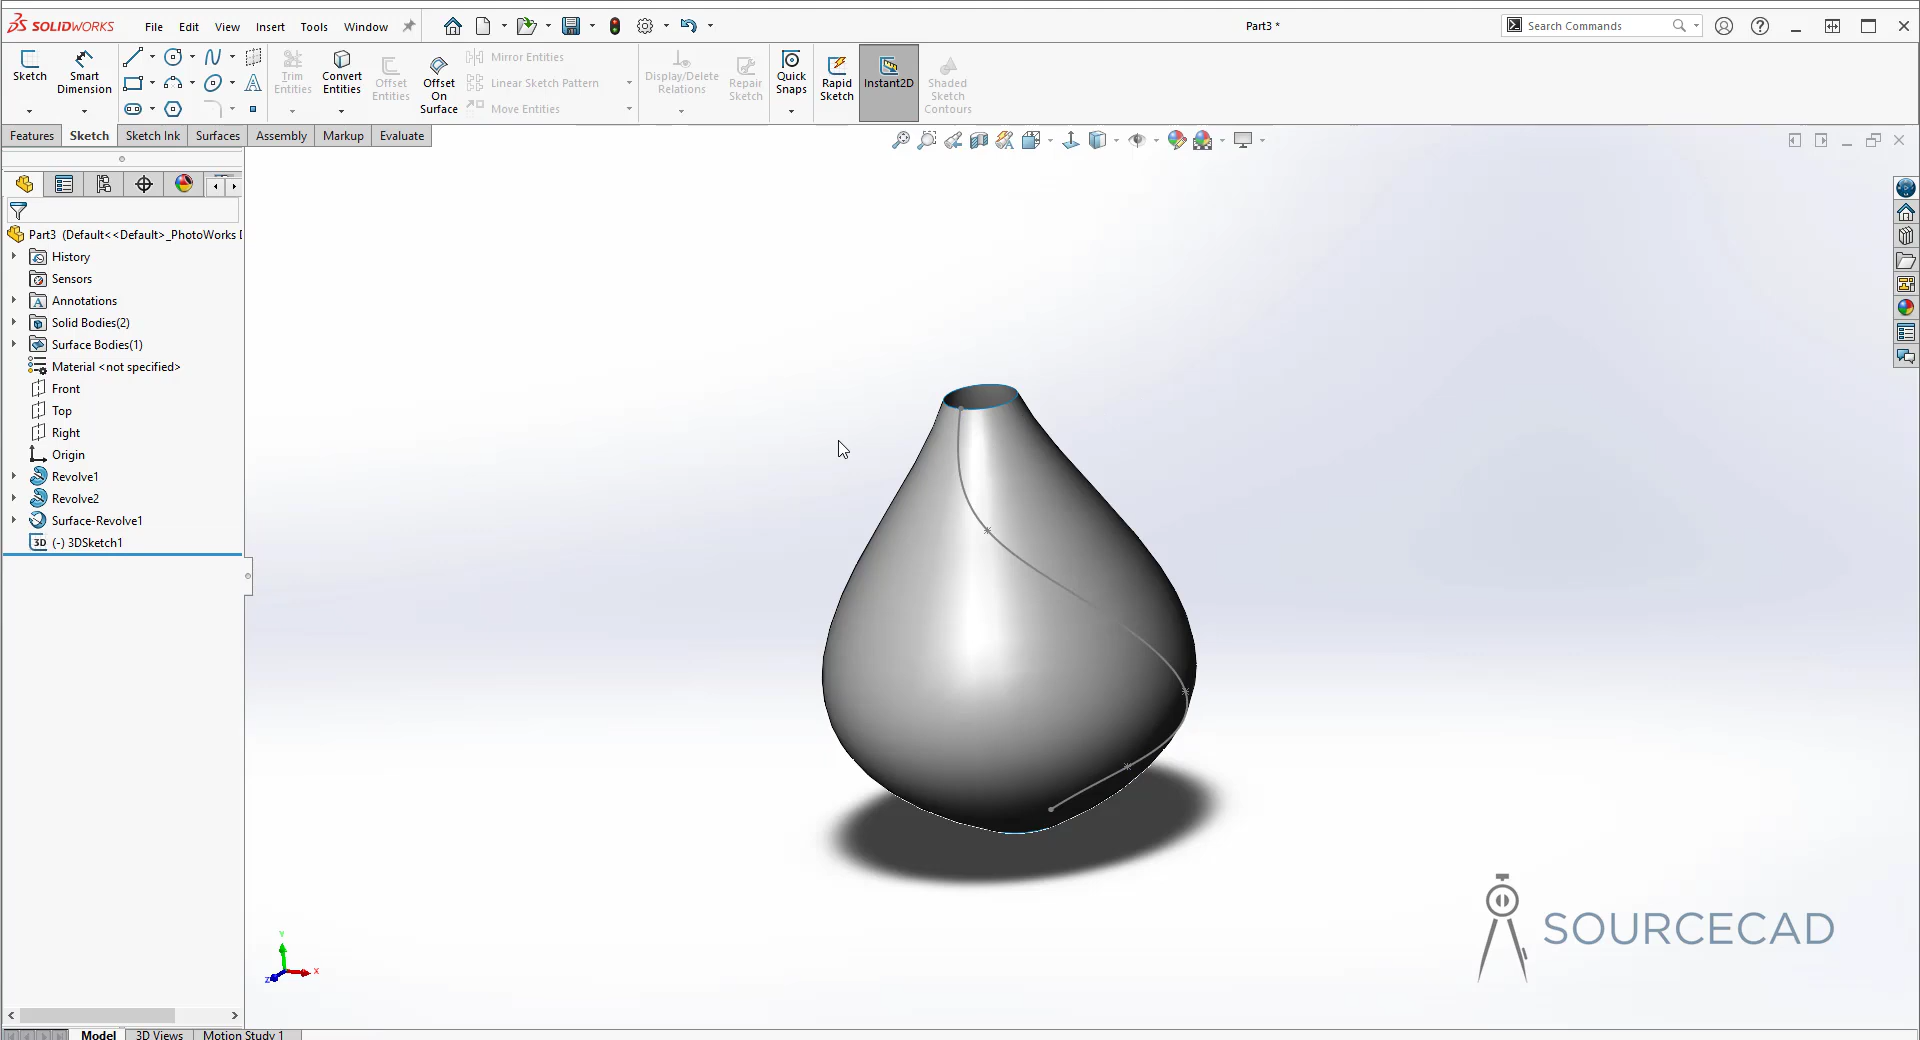 SOLIDWORKS File Edit View Insert Tools Window Part3 * Search Commands
Sketch
Smart Dimension
Trim Entities
Convert Entities
Offset Entities
Offset On Surface
Mirror Entities
Linear Sketch Pattern
Move Entities
Display/Delete Relations
Repair Sketch
Quick Snaps
Rapid Sketch
Instant2D
Shaded Sketch Contours
Features Sketch Sketch Ink Surfaces Assembly Markup Evaluate
Part3 (Default<<Default>_PhotoWorks
History
Sensors
Annotations
Solid Bodies(2)
Surface Bodies(1)
Material <not specified>
Front
Top
Right
Origin
Revolve1
Revolve2
Surface-Revolve1
3D (-) 3DSketch1
Y
X
Z
SOURCECAD
Model 3D Views Motion Study 1